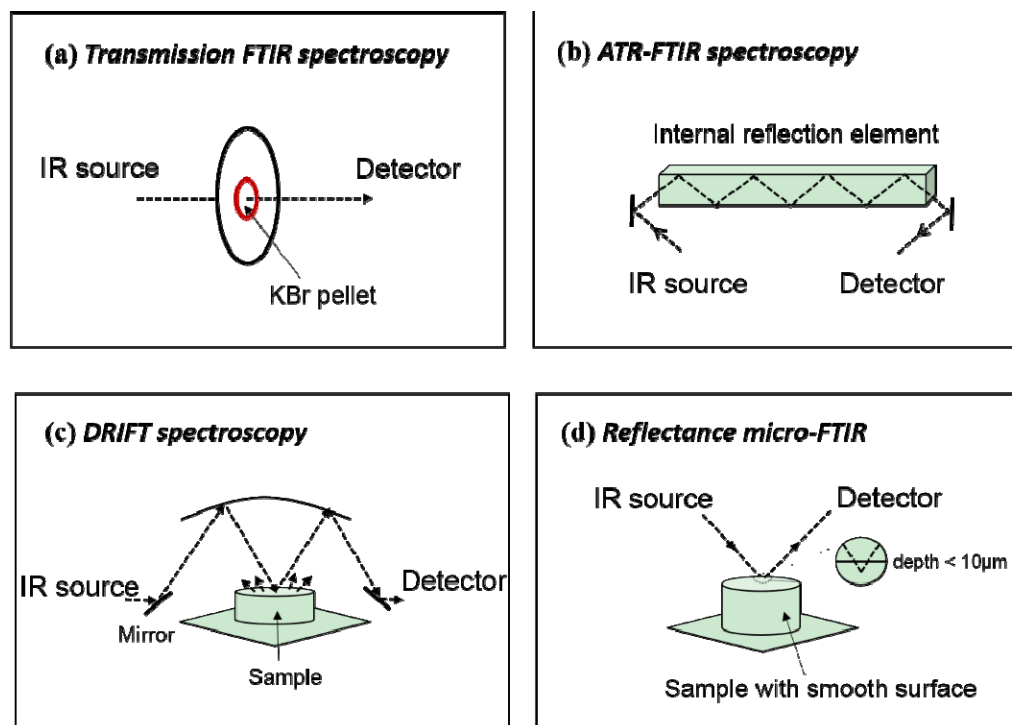 (a) Transmission FTIR spectroscopy
IR source
Detector
KBr pellet
(b) ATR-FTIR spectroscopy
Internal reflection element
IR source
Detector
(c) DRIFT spectroscopy
IR source
Detector
Mirror
Sample
(d) Reflectance micro-FTIR
IR source
Detector
depth < 10μm
Sample with smooth surface